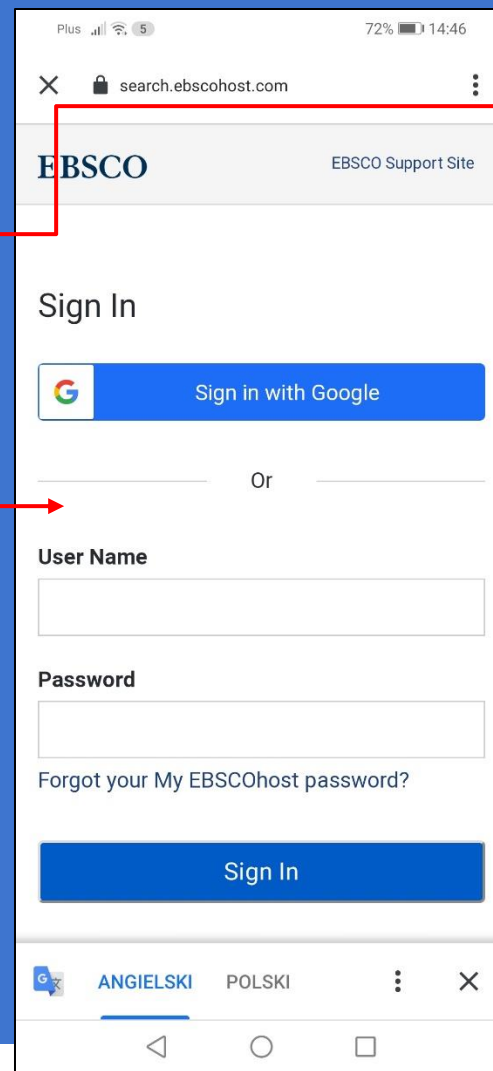 Plus 5 72% 14:46
search.ebscohost.com
EBSCO EBSCO Support Site
Sign In
G Sign in with Google
Or
User Name
Password
Forgot your My EBSCOhost password?
Sign In
G 文 ANGIELSKI POLSKI